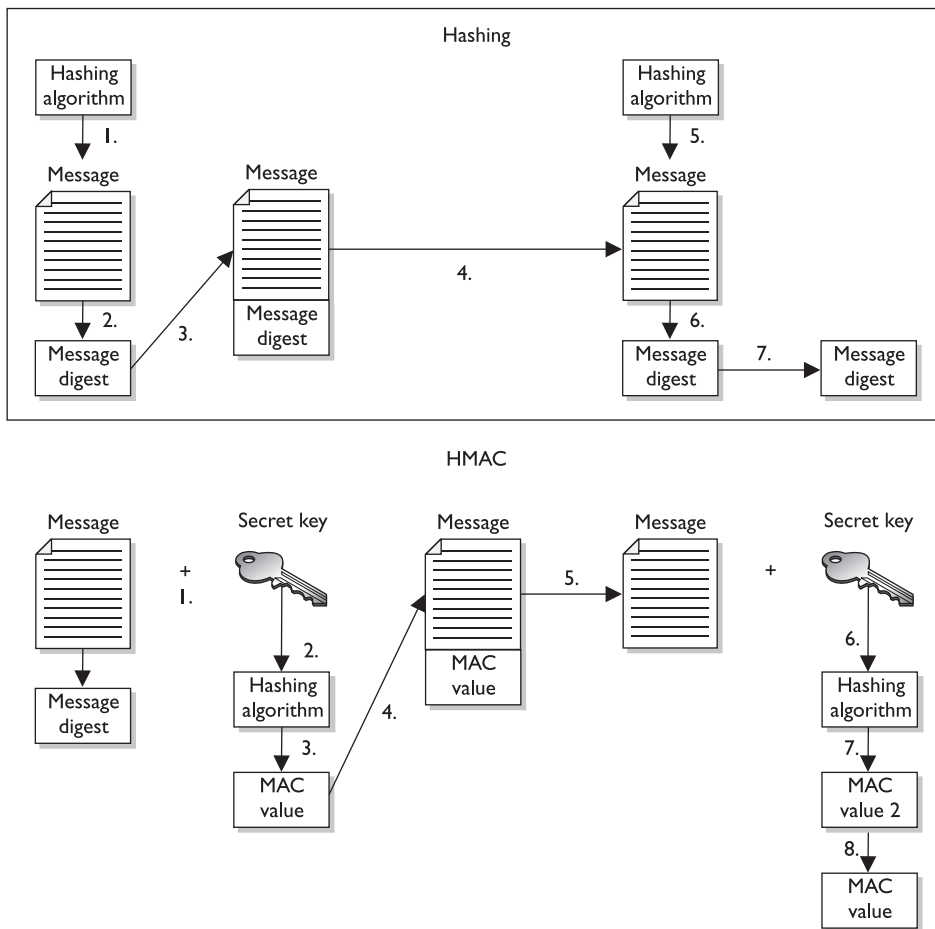 Hashing
Hashing
algorithm
Hashing
algorithm
1.
5.
Message
Message
Message
4.
2.
3.
Message
digest
6.
Message
digest
Message
digest
7.
Message
digest
HMAC
Message
Secret key
Message
Message
Secret key
+
1.
5.
+
2.
6.
Message
digest
Hashing
algorithm
4.
MAC
value
Hashing
algorithm
3.
7.
MAC
value
MAC
value 2
8.
MAC
value